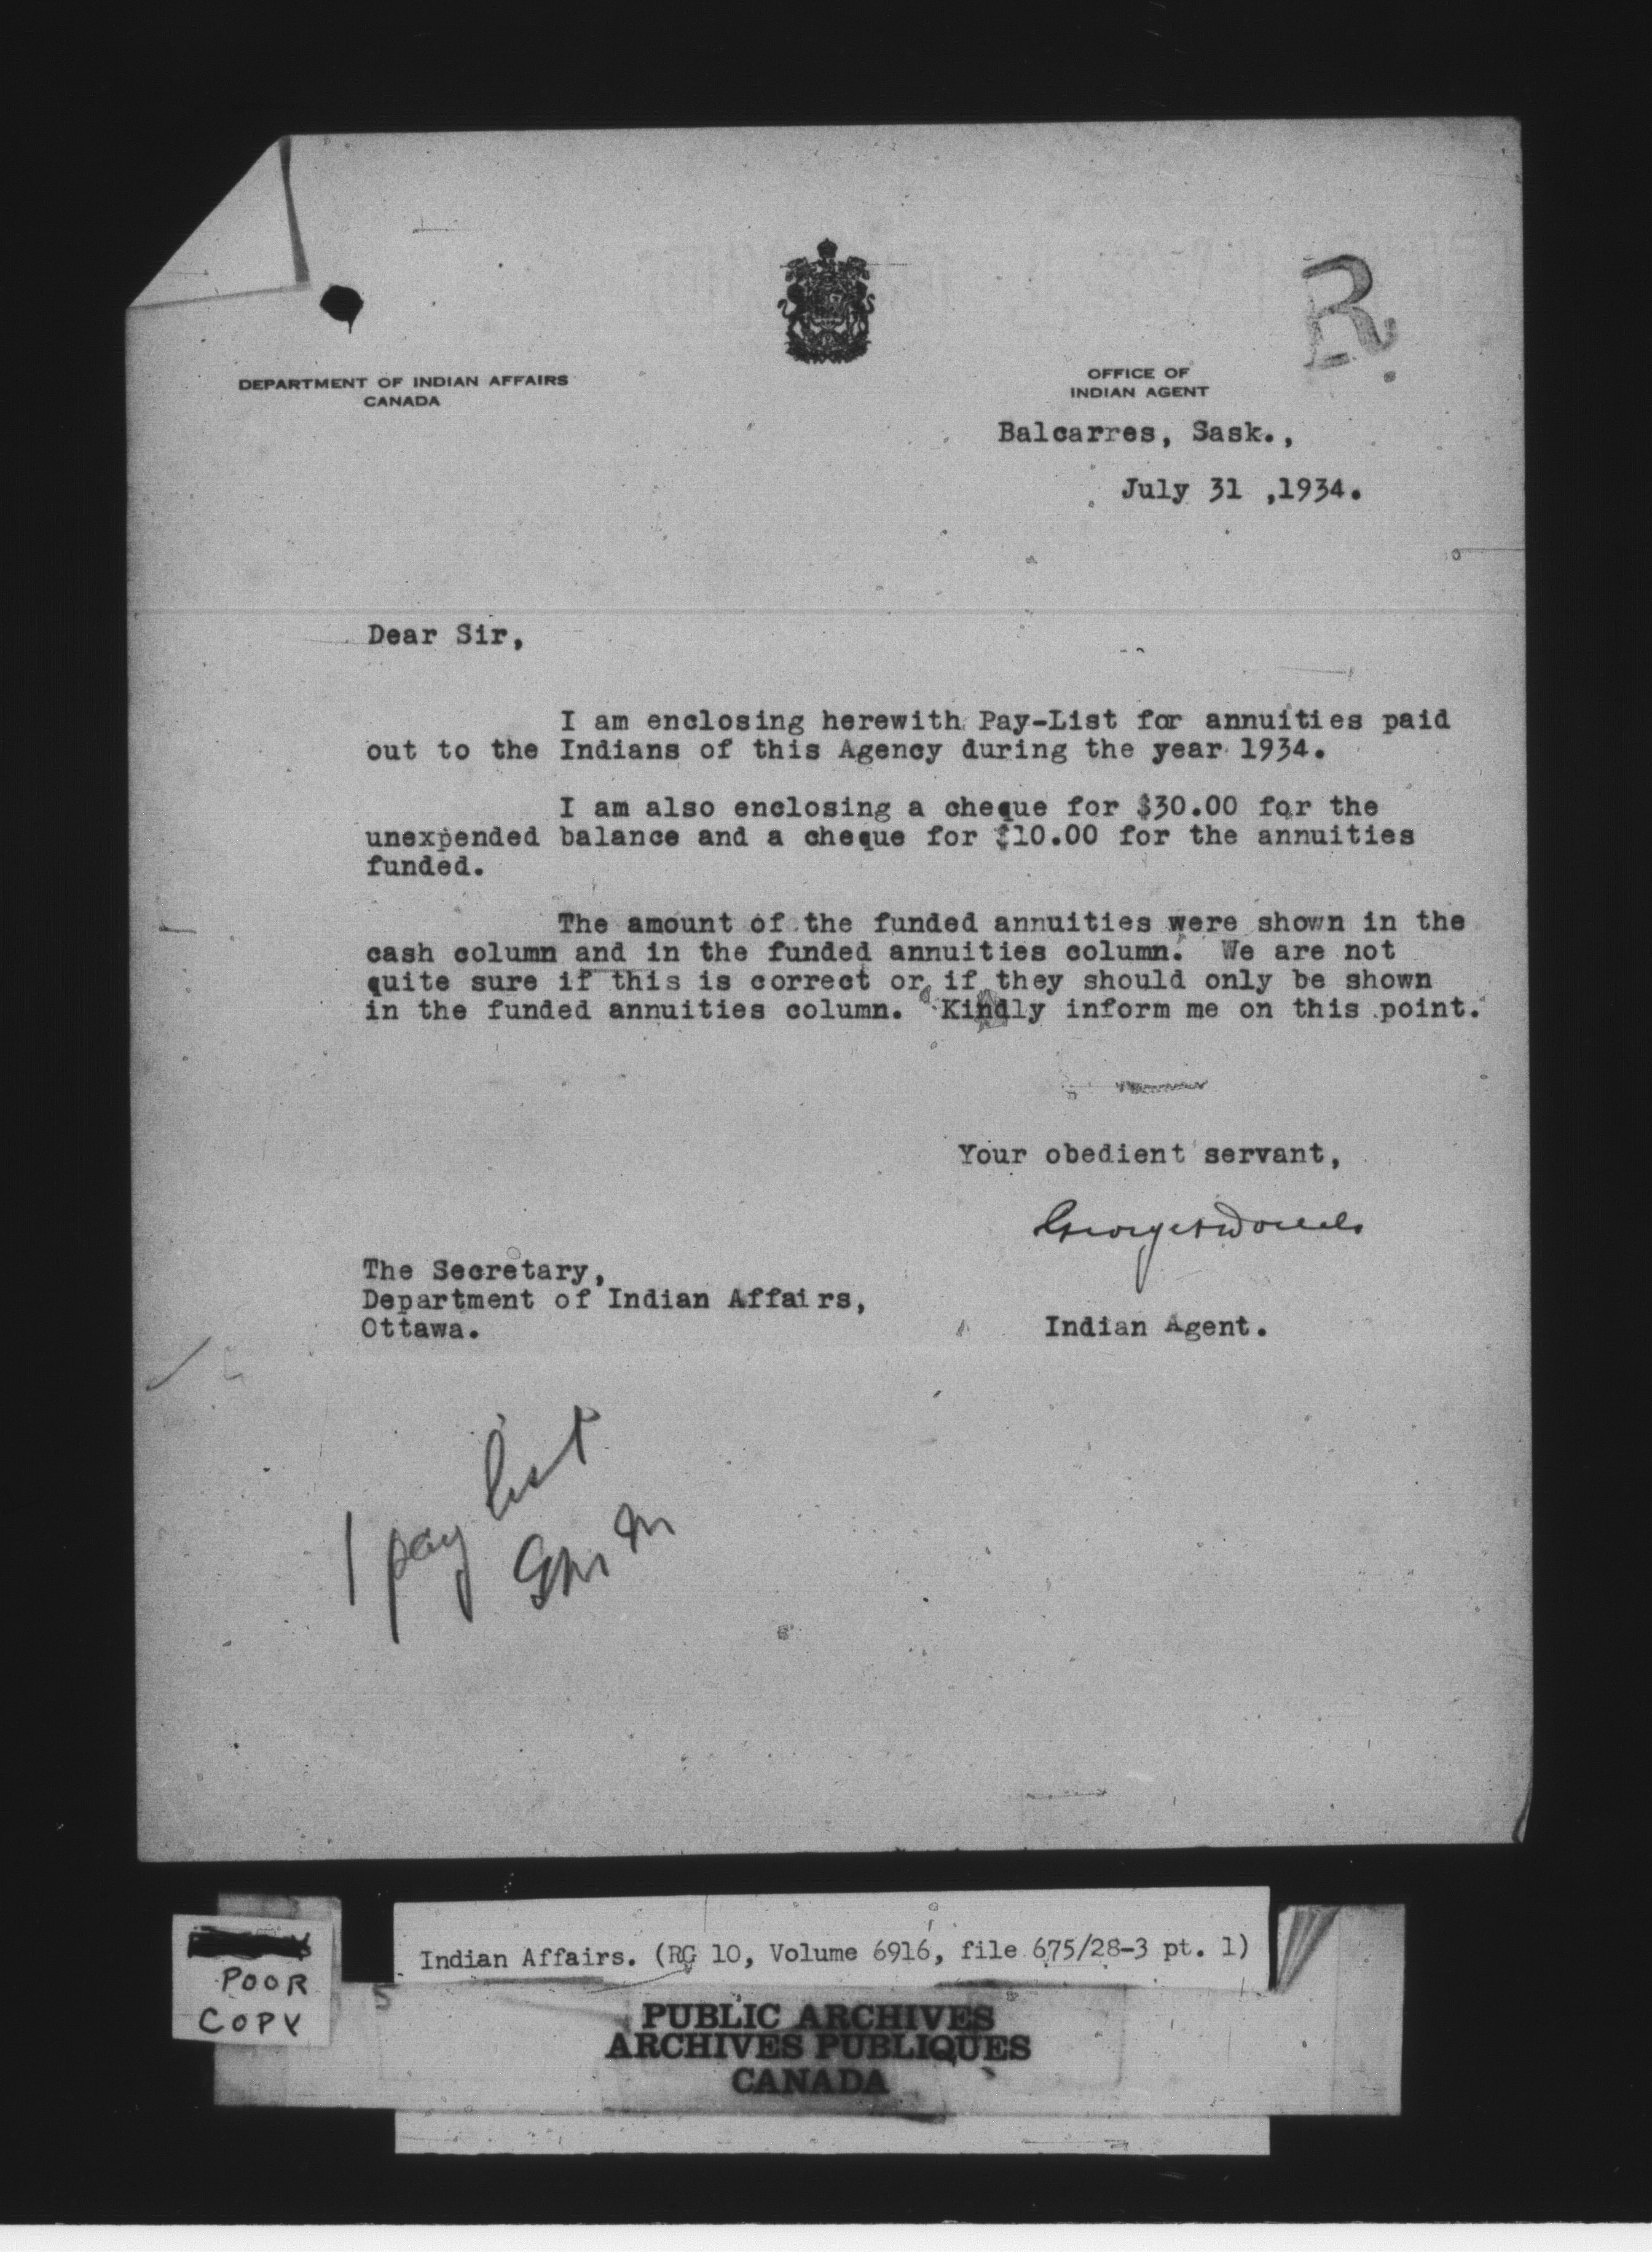 R.
DEPARTMENT OF INDIAN AFFAIRS
CANADA
OFFICE OF
INDIAN AGENT
Balcarres, Sask.,
July 31 ,1934.
Dear Sir,
I am enclosing herewith Pay-List for annuities paid
out to the Indians of this Agency during the year 1934.
I am also enclosing a cheque for $30.00 for the
unexpended balance and a cheque for $10.00 for the annuities
funded.
The amount of the funded annuities were shown in the
cash column and in the funded annuities column. We are not
quite sure if this is correct or if they should only be shown
in the funded annuities column. Kindly inform me on this point.
Your obedient servant,
The Secretary,
Department of Indian Affairs,
Ottawa.
Indian Agent.
1 pay list
Indian Affairs. (RG 10, Volume 6916, file 675/28-3 pt. 1)
POOR
COPY
PUBLIC ARCHIVES
ARCHIVES PUBLIQUES
CANADA